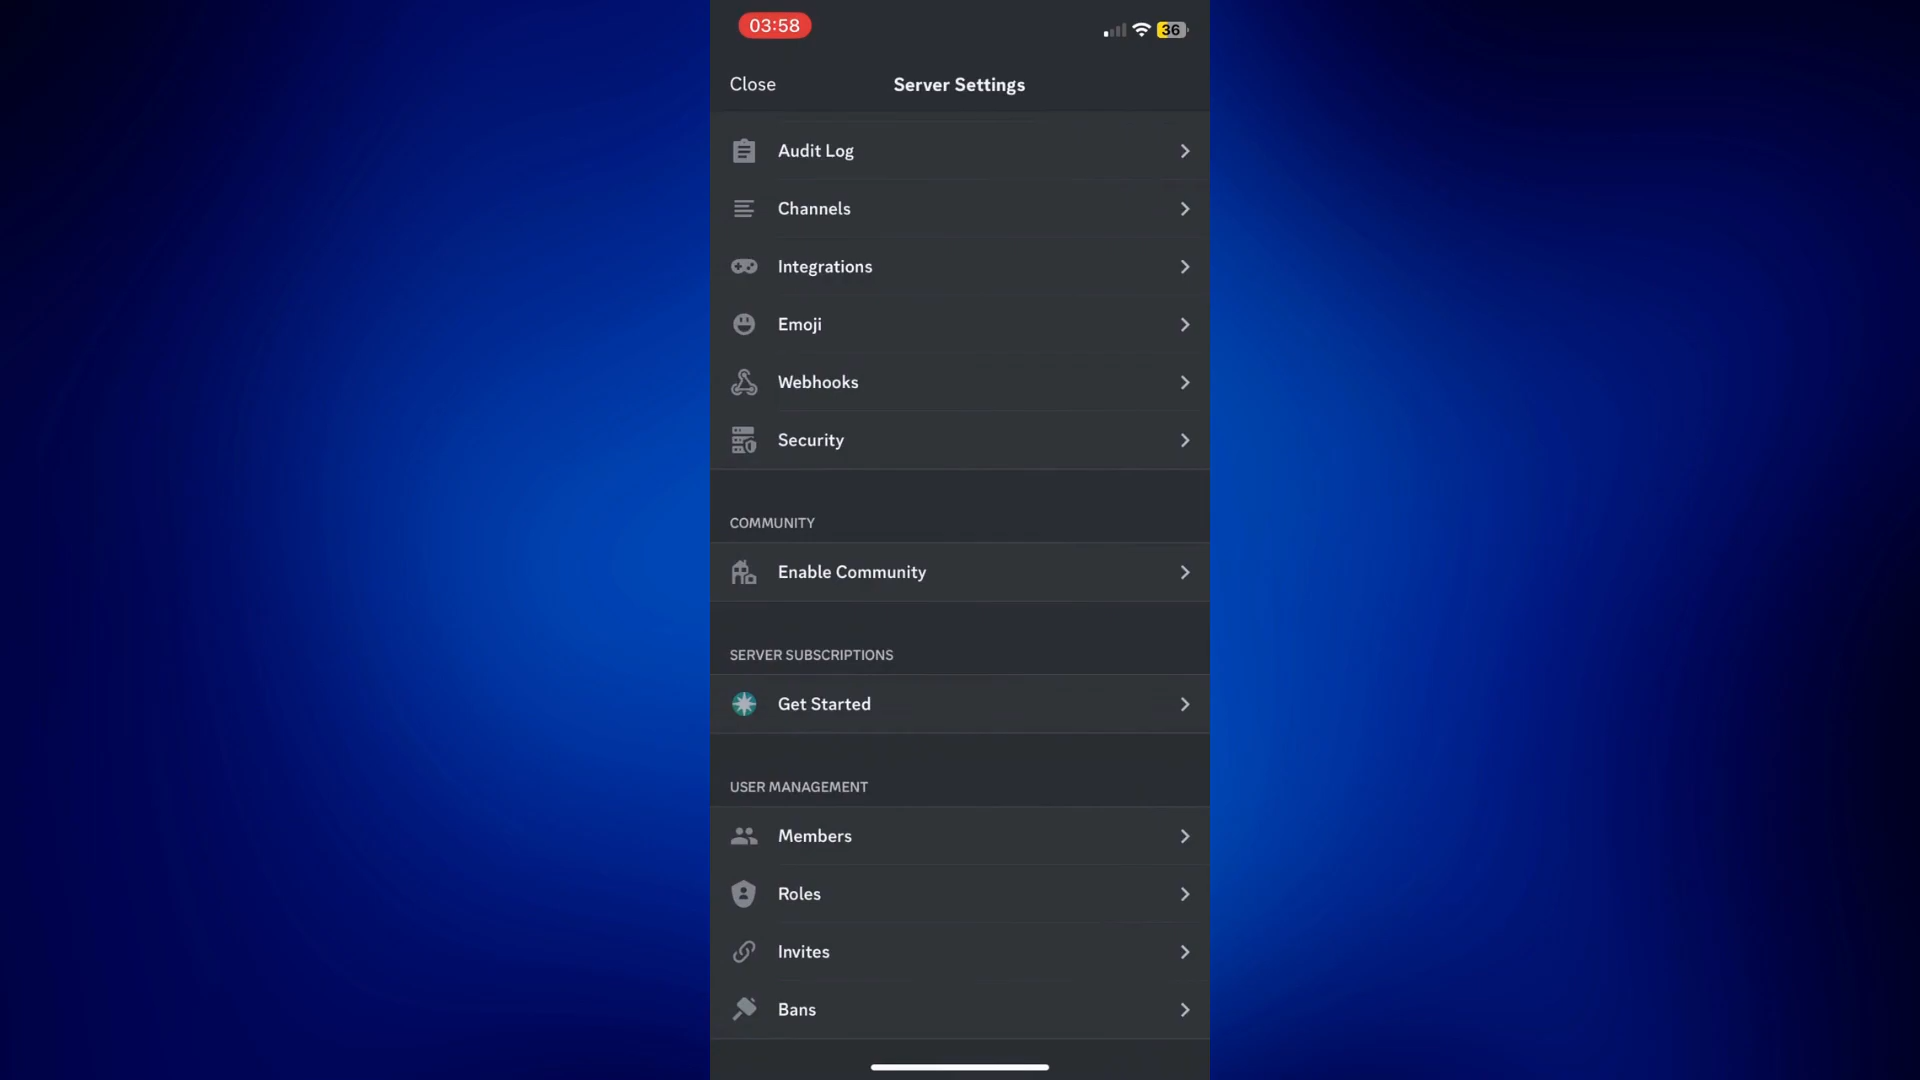 03:58
36
Close
Server Settings
Audit Log
Channels
Integrations
Emoji
Webhooks
Security
COMMUNITY
Enable Community
SERVER SUBSCRIPTIONS
Get Started
USER MANAGEMENT
Members
Roles
Invites
Bans